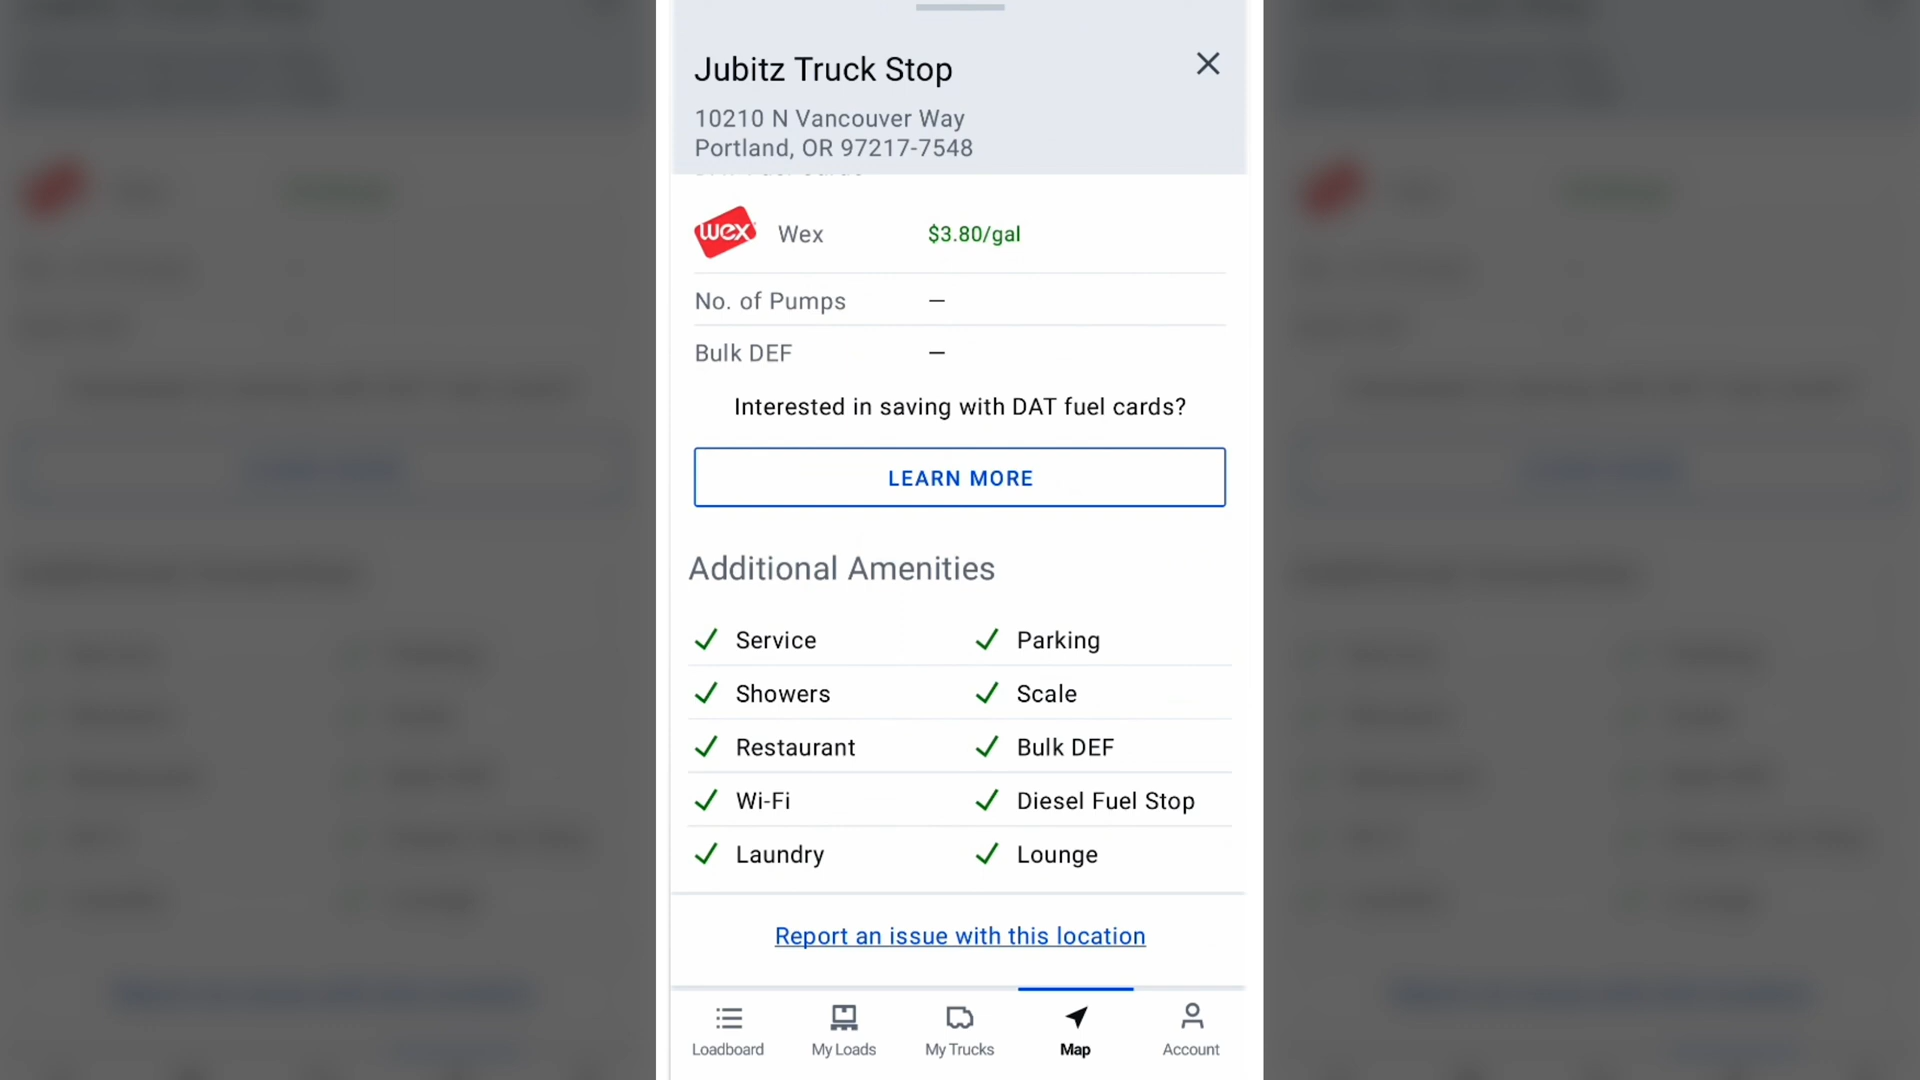 Jubitz Truck Stop
10210 N Vancouver Way
Portland, OR 97217-7548
wex Wex $3.80/gal
No. of Pumps –
Bulk DEF –
Interested in saving with DAT fuel cards?
LEARN MORE
Additional Amenities
Service Parking
Showers Scale
Restaurant Bulk DEF
Wi-Fi Diesel Fuel Stop
Laundry Lounge
Report an issue with this location
Loadboard My Loads My Trucks Map Account